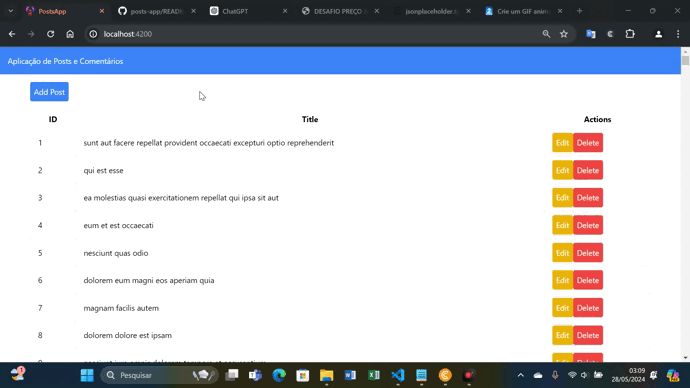 PostsApp
posts-app/READM
ChatGPT
DESAFIO PREÇO
jsonplaceholder.ty
Crie um GIF anim
localhost:4200
Aplicação de Posts e Comentários
Add Post
ID Title Actions
1 sunt aut facere repellat provident occaecati excepturi optio reprehenderit Edit Delete
2 qui est esse Edit Delete
3 ea molestias quasi exercitationem repellat qui ipsa sit aut Edit Delete
4 eum et est occaecati Edit Delete
5 nesciunt quas odio Edit Delete
6 dolorem eum magni eos aperiam quia Edit Delete
7 magnam facilis autem Edit Delete
8 dolorem dolore est ipsam Edit Delete
Pesquisar
03:09
28/05/2024